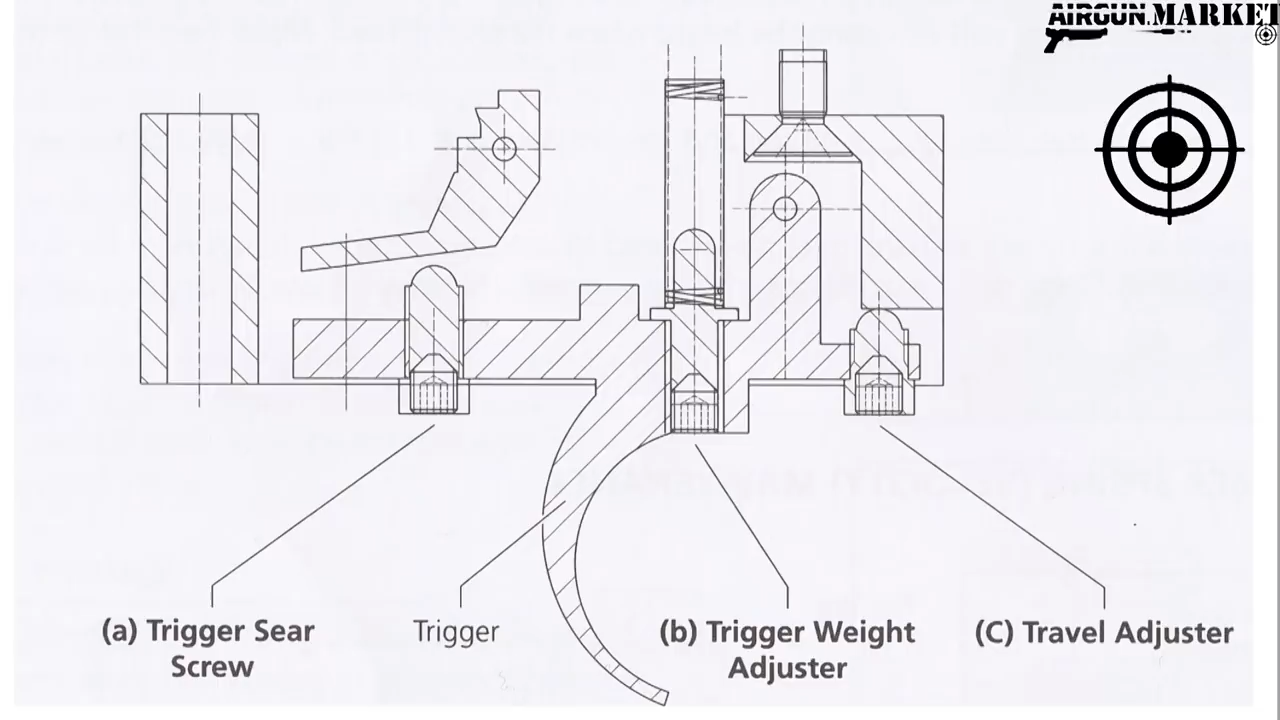 AIRGUN.MARKET
(a) Trigger Sear
Screw
Trigger
(b) Trigger Weight
Adjuster
(C) Travel Adjuster